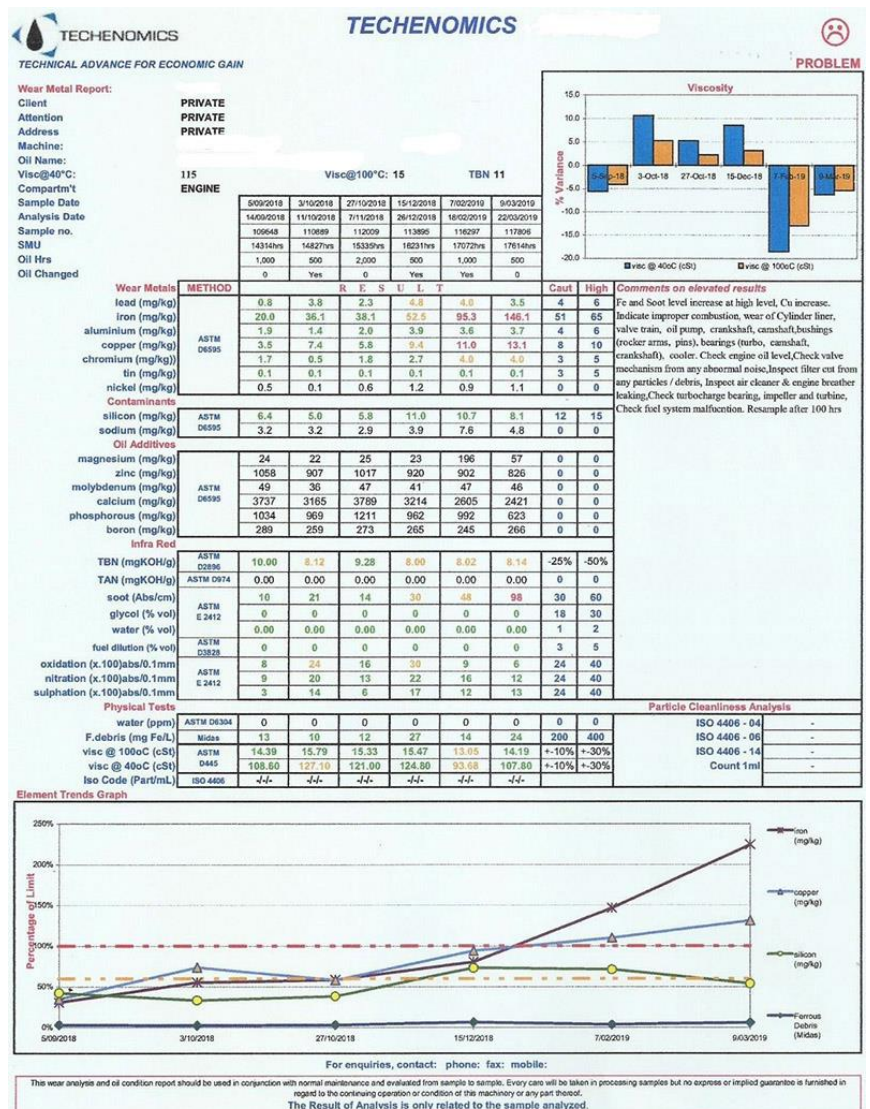 TECHENOMICS
TECHENOMICS
TECHNICAL ADVANCE FOR ECONOMIC GAIN
PROBLEM
Wear Metal Report:
Client PRIVATE
Attention PRIVATE
Address PRIVATE
Machine:
Oil Name:
Visc@40°C: 115 Visc@100°C: 15 TBN 11
Compartm't ENGINE
Sample Date 5/09/2018 3/10/2018 27/10/2018 15/12/2018 7/02/2019 9/03/2019
Analysis Date 14/09/2018 11/10/2018 7/11/2018 26/12/2018 18/02/2019 22/03/2019
Sample no. 109648 110889 112009 113895 116297 117806
SMU 14314hrs 14827hrs 15335hrs 16231hrs 17072hrs 17614hrs
Oil Hrs 1,000 500 2,000 500 1,000 500
Oil Changed 0 Yes 0 Yes Yes 0
Viscosity
% Variance
15.0
10.0
5.0
0.0
-5.0
-10.0
-15.0
-20.0
5-Sep-18 3-Oct-18 27-Oct-18 15-Dec-18 7-Feb-19 9-Mar-19
visc @ 40oC (cSt) visc @ 100oC (cSt)
Wear Metals METHOD R E S U L T Caut High
lead (mg/kg) 0.8 3.8 2.3 4.8 4.0 3.5 4 6
iron (mg/kg) 20.0 36.1 38.1 52.5 95.3 146.1 51 65
aluminium (mg/kg) 1.9 1.4 2.0 3.9 3.6 3.7 4 6
ASTM D6595
copper (mg/kg) 3.5 7.4 5.8 9.4 11.0 13.1 8 10
chromium (mg/kg)) 1.7 0.5 1.8 2.7 4.0 4.0 3 5
tin (mg/kg) 0.1 0.1 0.1 0.1 0.1 0.1 3 5
nickel (mg/kg) 0.5 0.1 0.6 1.2 0.9 1.1 0 0
Comments on elevated results
Fe and Soot level increase at high level, Cu increase.
Indicate improper combustion, wear of Cylinder liner,
valve train, oil pump, crankshaft, camshaft,bushings
(rocker arms, pins), bearings (turbo, camshaft,
crankshaft), cooler. Check engine oil level,Check valve
mechanism from any abnormal noise,Inspect filter cut from
any particles / debris, Inspect air cleaner & engine breather
leaking,Check turbocharge bearing, impeller and turbine,
Check fuel system malfucntion. Resample after 100 hrs
Contaminants
silicon (mg/kg) ASTM 6.4 5.0 5.8 11.0 10.7 8.1 12 15
sodium (mg/kg) D6595 3.2 3.2 2.9 3.9 7.6 4.8 0 0
Oil Additives
magnesium (mg/kg) 24 22 25 23 196 57 0 0
zinc (mg/kg) 1058 907 1017 920 902 826 0 0
molybdenum (mg/kg) ASTM 49 36 47 41 47 46 0 0
calcium (mg/kg) D6595 3737 3165 3789 3214 2605 2421 0 0
phosphorous (mg/kg) 1034 969 1211 962 992 623 0 0
boron (mg/kg) 289 259 273 265 245 266 0 0
Infra Red
TBN (mgKOH/g) ASTM D2896 10.00 8.12 9.28 8.00 8.02 8.14 -25% -50%
TAN (mgKOH/g) ASTM D974 0.00 0.00 0.00 0.00 0.00 0.00 0 0
soot (Abs/cm) 10 21 14 30 48 98 30 60
glycol (% vol) ASTM E 2412 0 0 0 0 0 0 18 30
water (% vol) 0.00 0.00 0.00 0.00 0.00 0.00 1 2
fuel dilution (% vol) ASTM D3828 0 0 0 0 0 0 3 5
oxidation (x.100)abs/0.1mm 8 24 16 30 9 6 24 40
nitration (x.100)abs/0.1mm ASTM E 2412 9 20 13 22 16 12 24 40
sulphation (x.100)abs/0.1mm 3 14 6 17 12 13 24 40
Physical Tests
water (ppm) ASTM D6304 0 0 0 0 0 0 0 0
F.debris (mg Fe/L) Midas 13 10 12 27 14 24 200 400
visc @ 100oC (cSt) ASTM 14.39 15.79 15.33 15.47 13.05 14.19 +-10% +-30%
visc @ 40oC (cSt) D445 108.60 127.10 121.00 124.80 93.68 107.80 +-10% +-30%
Iso Code (Part/mL) ISO 4406 -/-/- -/-/- -/-/- -/-/- -/-/- -/-/-
Particle Cleanliness Analysis
ISO 4406 - 04 -
ISO 4406 - 06 -
ISO 4406 - 14 -
Count 1ml -
Element Trends Graph
Percentage of Limit
250%
200%
150%
100%
50%
0%
5/09/2018 3/10/2018 27/10/2018 15/12/2018 7/02/2019 9/03/2019
iron (mg/kg)
copper (mg/kg)
silicon (mg/kg)
Ferrous Debris (Midas)
For enquiries, contact: phone: fax: mobile:
This wear analysis and oil condition report should be used in conjunction with normal maintenance and evaluated from sample to sample. Every care will be taken in processing samples but no express or implied guarantee is furnished in
regard to the continuing operation or condition of this machinery or any part thereof.
The Result of Analysis is only related to the sample analyzed.